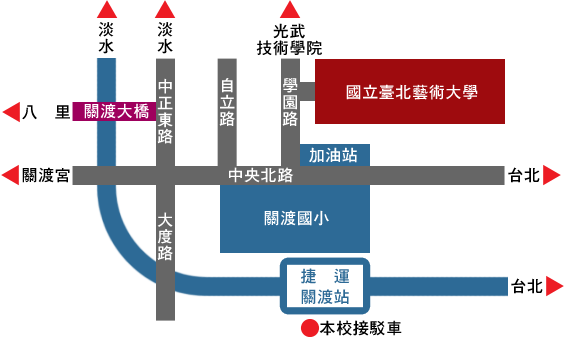 淡水
淡水
光武
技術學院
中正東路
自立路
學園路
國立臺北藝術大學
八 里
關渡大橋
加油站
關渡宮
中央北路
台北
大度路
關渡國小
捷 運
關渡站
台北
本校接駁車